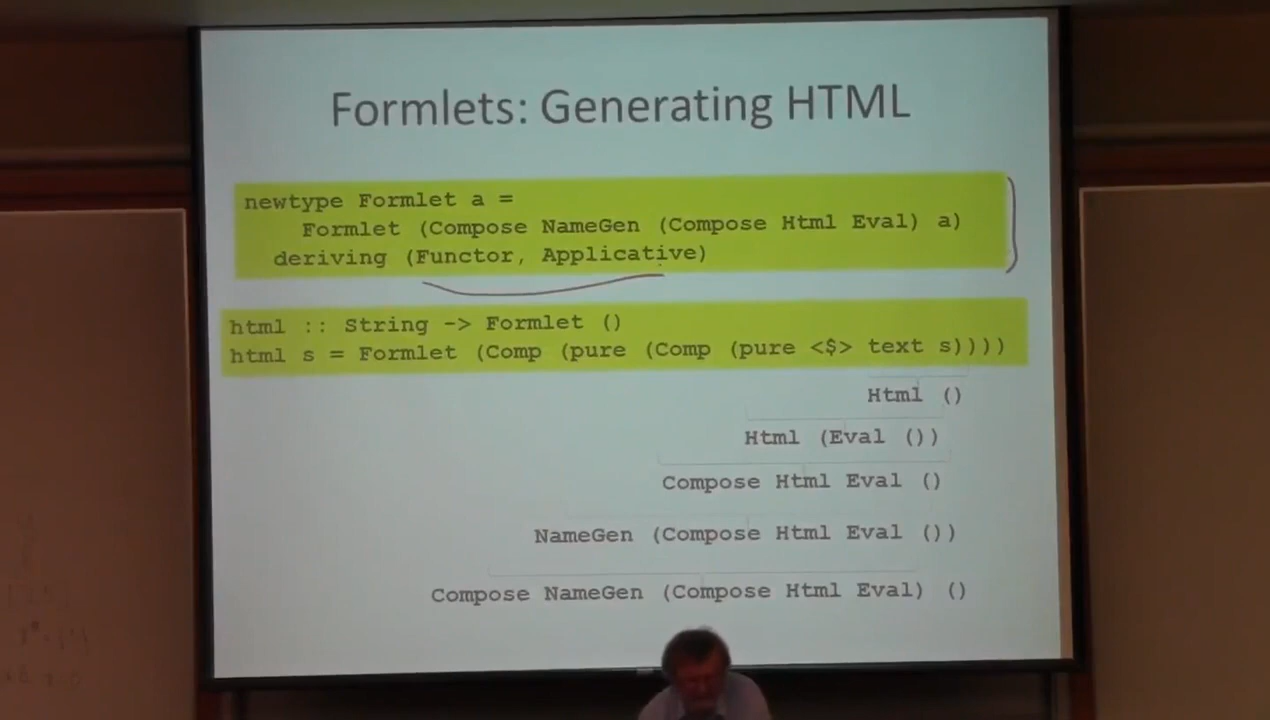 Formlets: Generating HTML
newtype Formlet a =
Formlet (Compose NameGen (Compose Html Eval) a)
deriving (Functor, Applicative)
html :: String -> Formlet ()
html s = Formlet (Comp (pure (Comp (pure <$> text s))))
Html ()
Html (Eval ())
Compose Html Eval ()
NameGen (Compose Html Eval ())
Compose NameGen (Compose Html Eval) ()